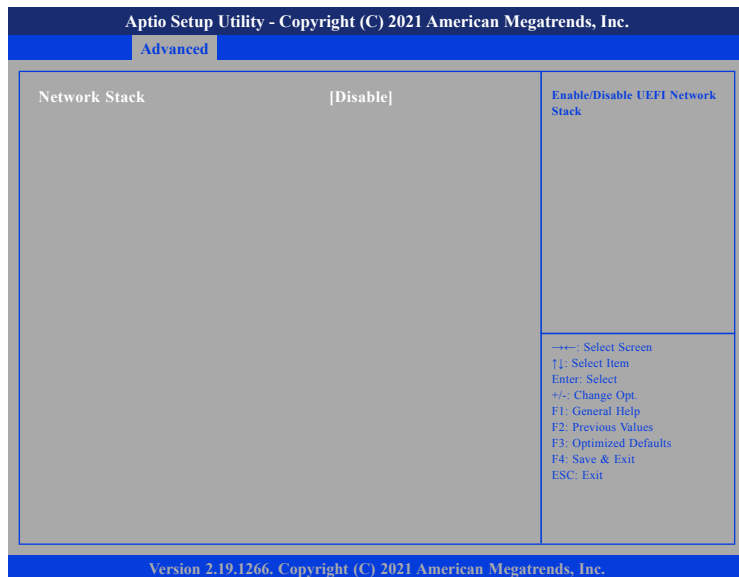 Aptio Setup Utility - Copyright (C) 2021 American Megatrends, Inc.
Advanced
Network Stack [Disable]
Enable/Disable UEFI Network
Stack
→←: Select Screen
↑↓: Select Item
Enter: Select
+/-: Change Opt.
F1: General Help
F2: Previous Values
F3: Optimized Defaults
F4: Save & Exit
ESC: Exit
Version 2.19.1266. Copyright (C) 2021 American Megatrends, Inc.